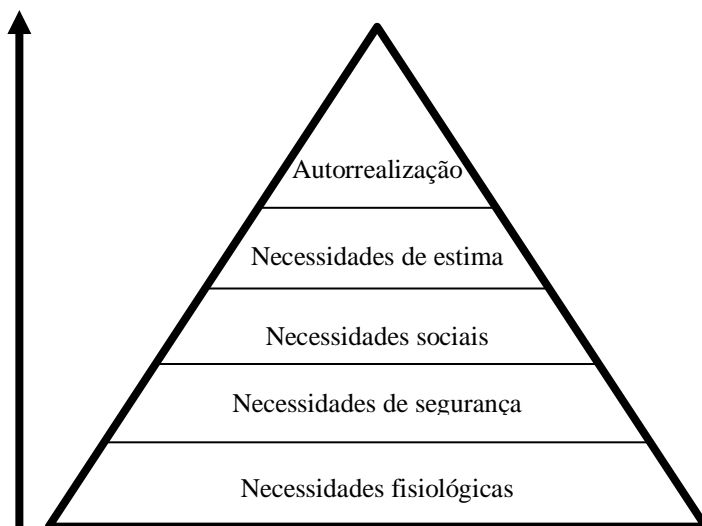 Autorrealização
Necessidades de estima
Necessidades sociais
Necessidades de segurança
Necessidades fisiológicas